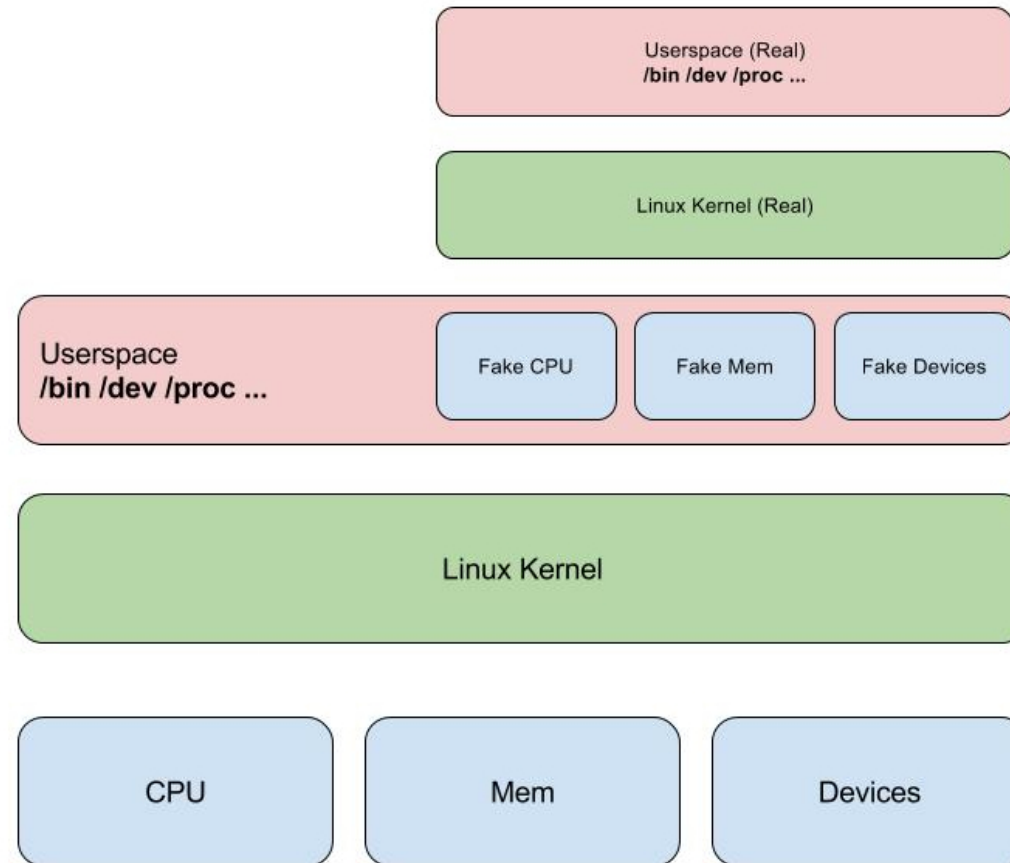 Userspace (Real)
/bin /dev /proc ...
Linux Kernel (Real)
Userspace
/bin /dev /proc ...
Fake CPU
Fake Mem
Fake Devices
Linux Kernel
CPU
Mem
Devices